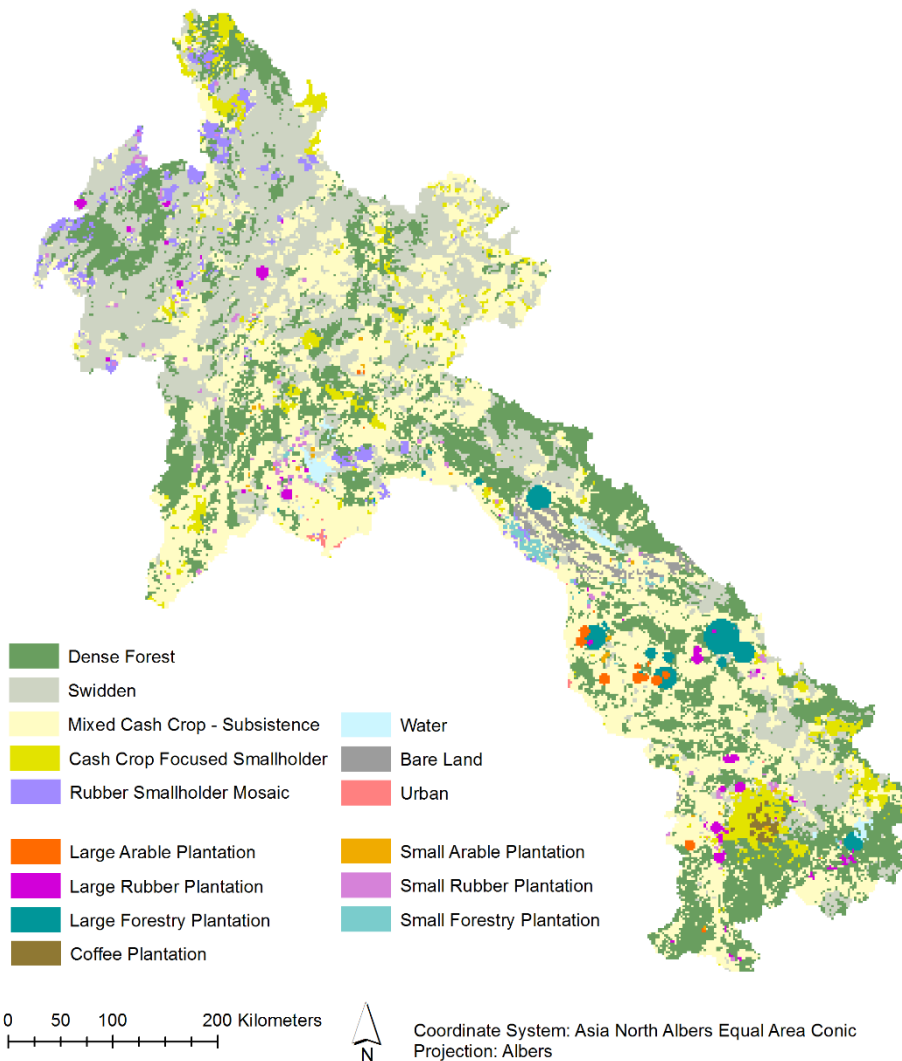 Dense Forest
Swidden
Mixed Cash Crop - Subsistence
Cash Crop Focused Smallholder
Rubber Smallholder Mosaic
Water
Bare Land
Urban
Large Arable Plantation
Large Rubber Plantation
Large Forestry Plantation
Coffee Plantation
Small Arable Plantation
Small Rubber Plantation
Small Forestry Plantation
0 50 100 200 Kilometers
N
Coordinate System: Asia North Albers Equal Area Conic
Projection: Albers